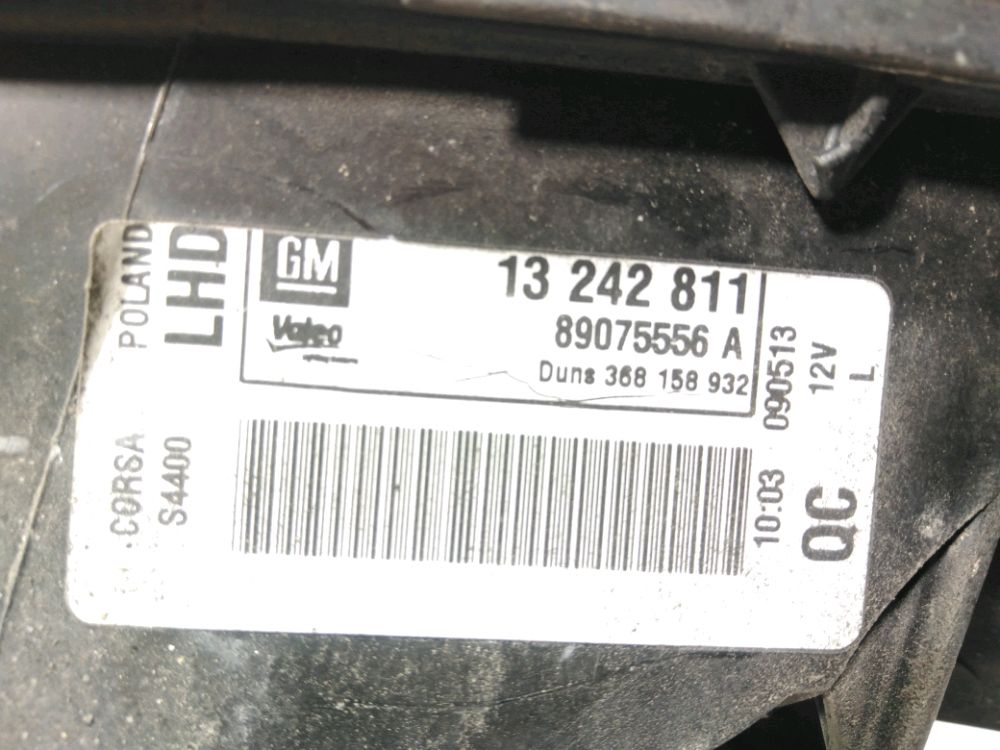 POLAND
LHD
GM
Valeo
13 242 811
89075556 A
Duns 368 158 932
090513
12V
L
CORSA
S4400
10:03
QC